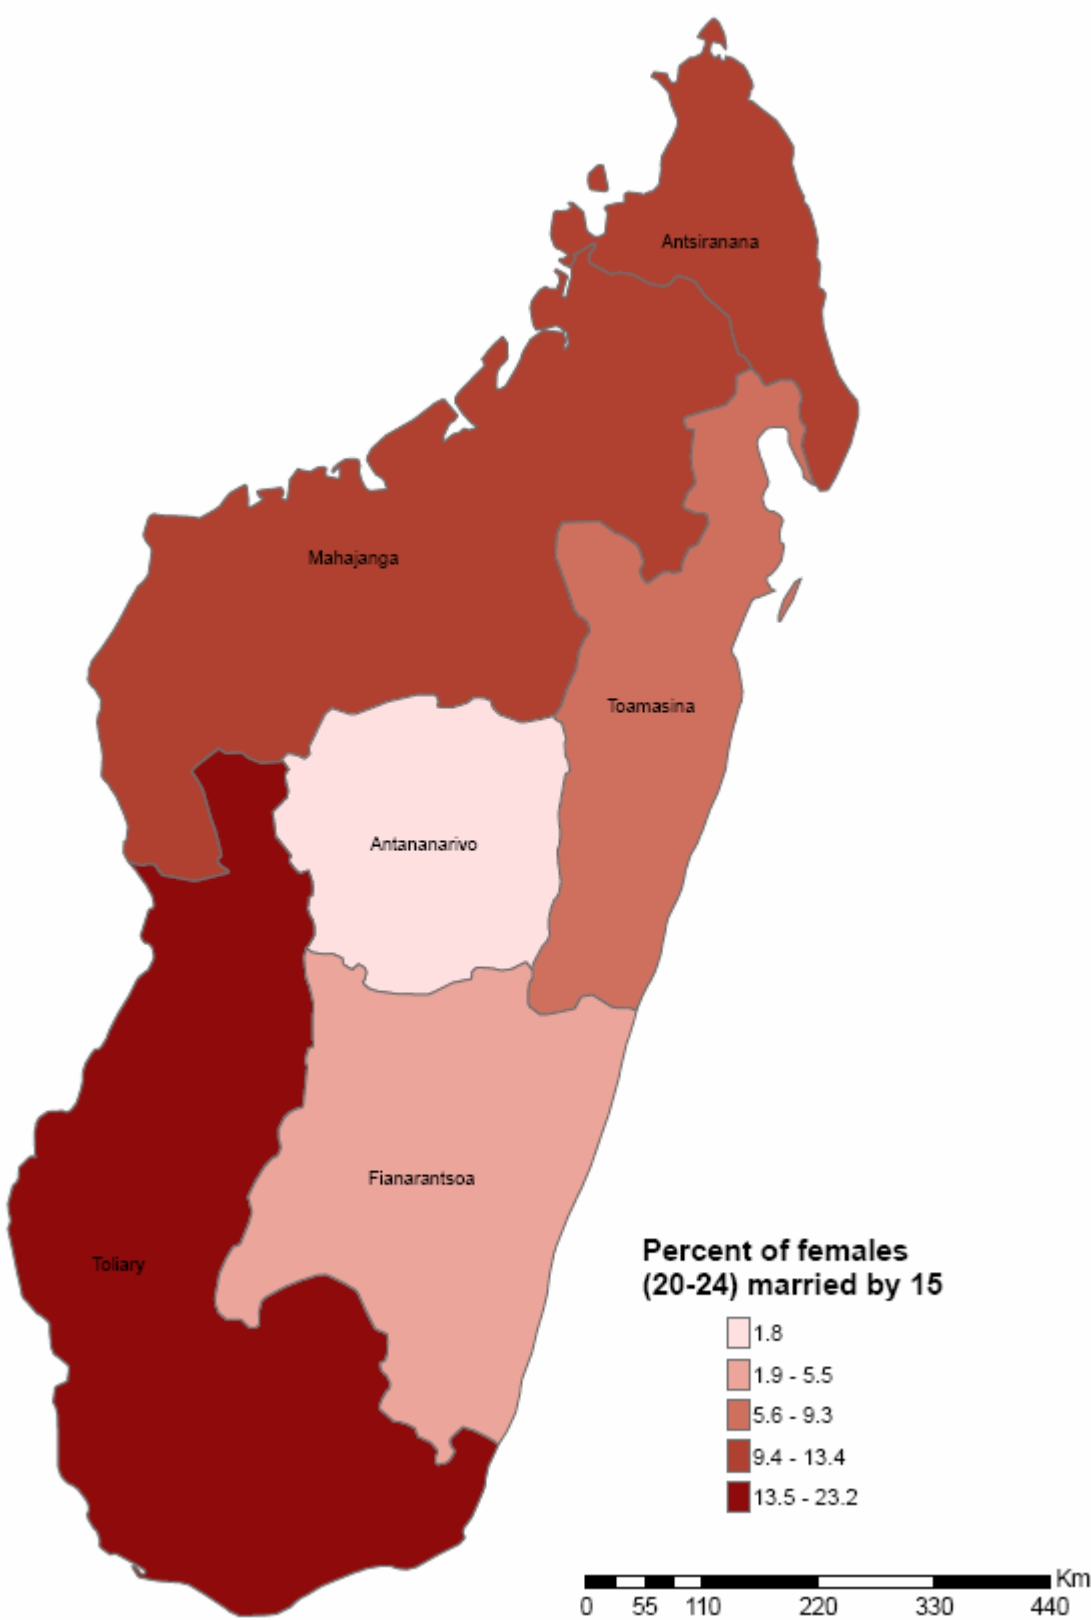 Antsiranana
Mahajanga
Toamasina
Antananarivo
Fianarantsoa
Toliary
Percent of females
(20-24) married by 15
1.8
1.9 - 5.5
5.6 - 9.3
9.4 - 13.4
13.5 - 23.2
Km
0 55 110 220 330 440